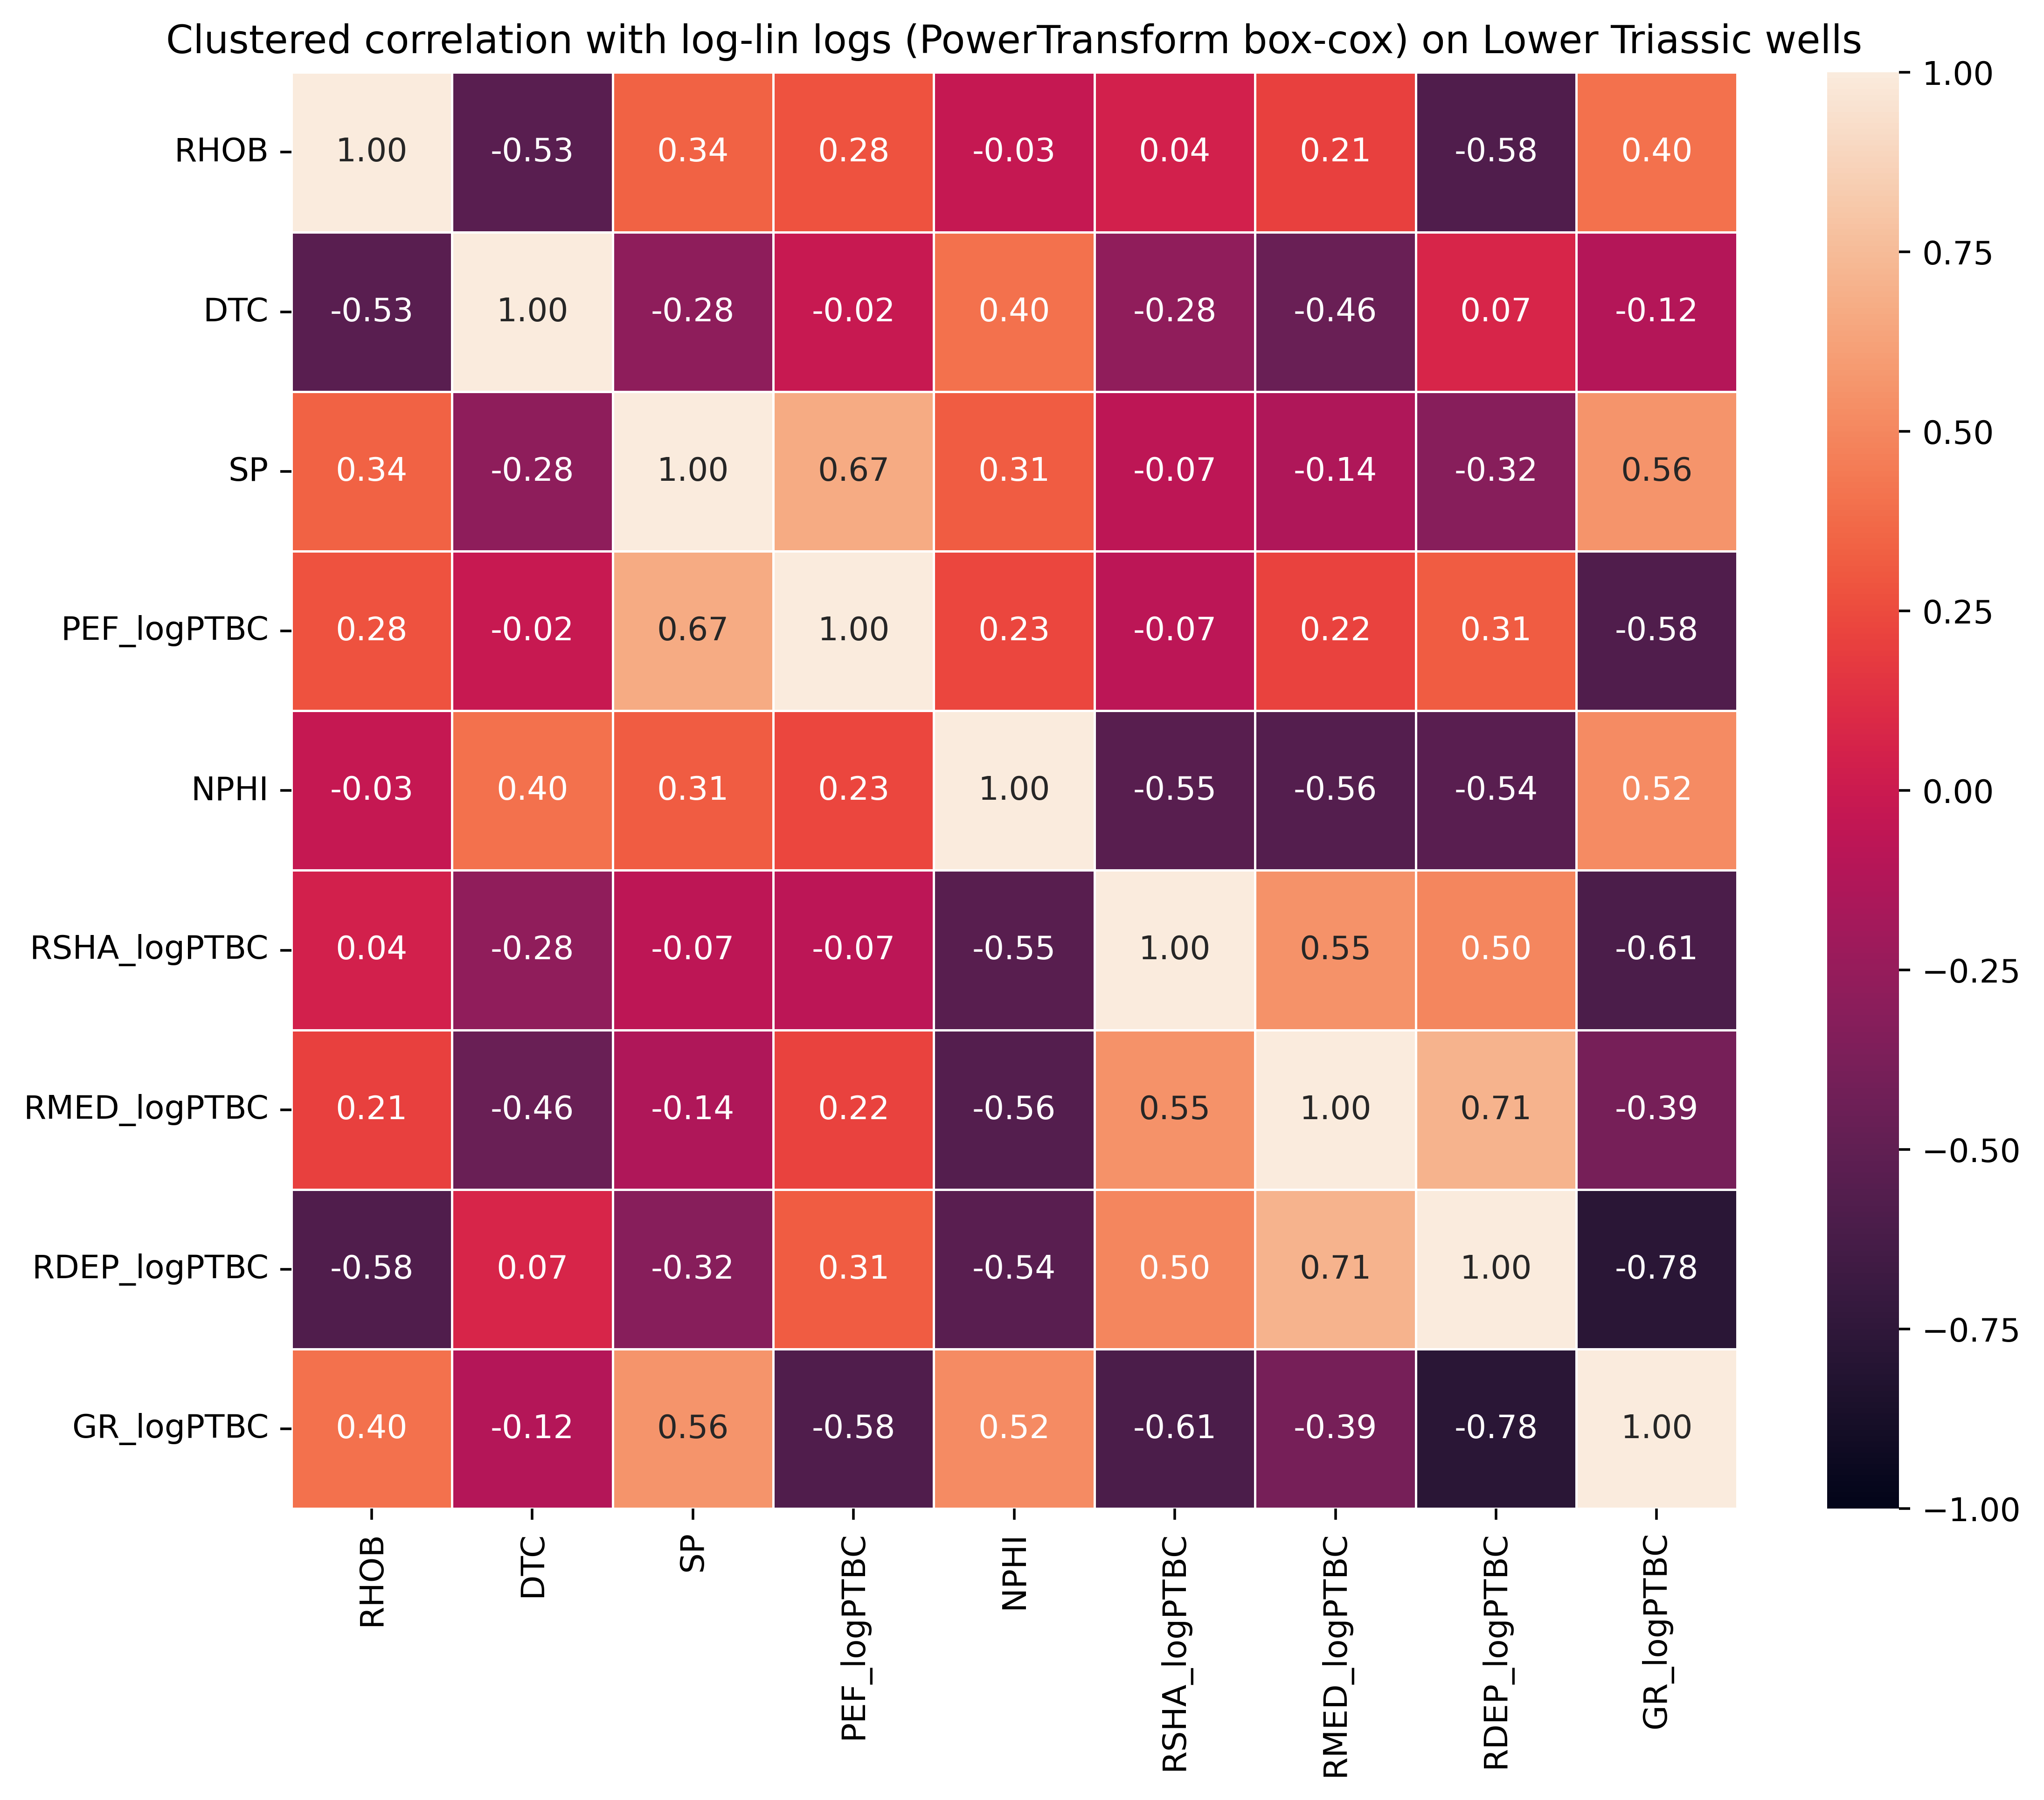 Clustered correlation with log-lin logs (PowerTransform box-cox) on Lower Triassic wells
RHOB 1.00 -0.53 0.34 0.28 -0.03 0.04 0.21 -0.58 0.40
DTC -0.53 1.00 -0.28 -0.02 0.40 -0.28 -0.46 0.07 -0.12
SP 0.34 -0.28 1.00 0.67 0.31 -0.07 -0.14 -0.32 0.56
PEF_logPTBC 0.28 -0.02 0.67 1.00 0.23 -0.07 0.22 0.31 -0.58
NPHI -0.03 0.40 0.31 0.23 1.00 -0.55 -0.56 -0.54 0.52
RSHA_logPTBC 0.04 -0.28 -0.07 -0.07 -0.55 1.00 0.55 0.50 -0.61
RMED_logPTBC 0.21 -0.46 -0.14 0.22 -0.56 0.55 1.00 0.71 -0.39
RDEP_logPTBC -0.58 0.07 -0.32 0.31 -0.54 0.50 0.71 1.00 -0.78
GR_logPTBC 0.40 -0.12 0.56 -0.58 0.52 -0.61 -0.39 -0.78 1.00
RHOB DTC SP PEF_logPTBC NPHI RSHA_logPTBC RMED_logPTBC RDEP_logPTBC GR_logPTBC
1.00
0.75
0.50
0.25
0.00
−0.25
−0.50
−0.75
−1.00